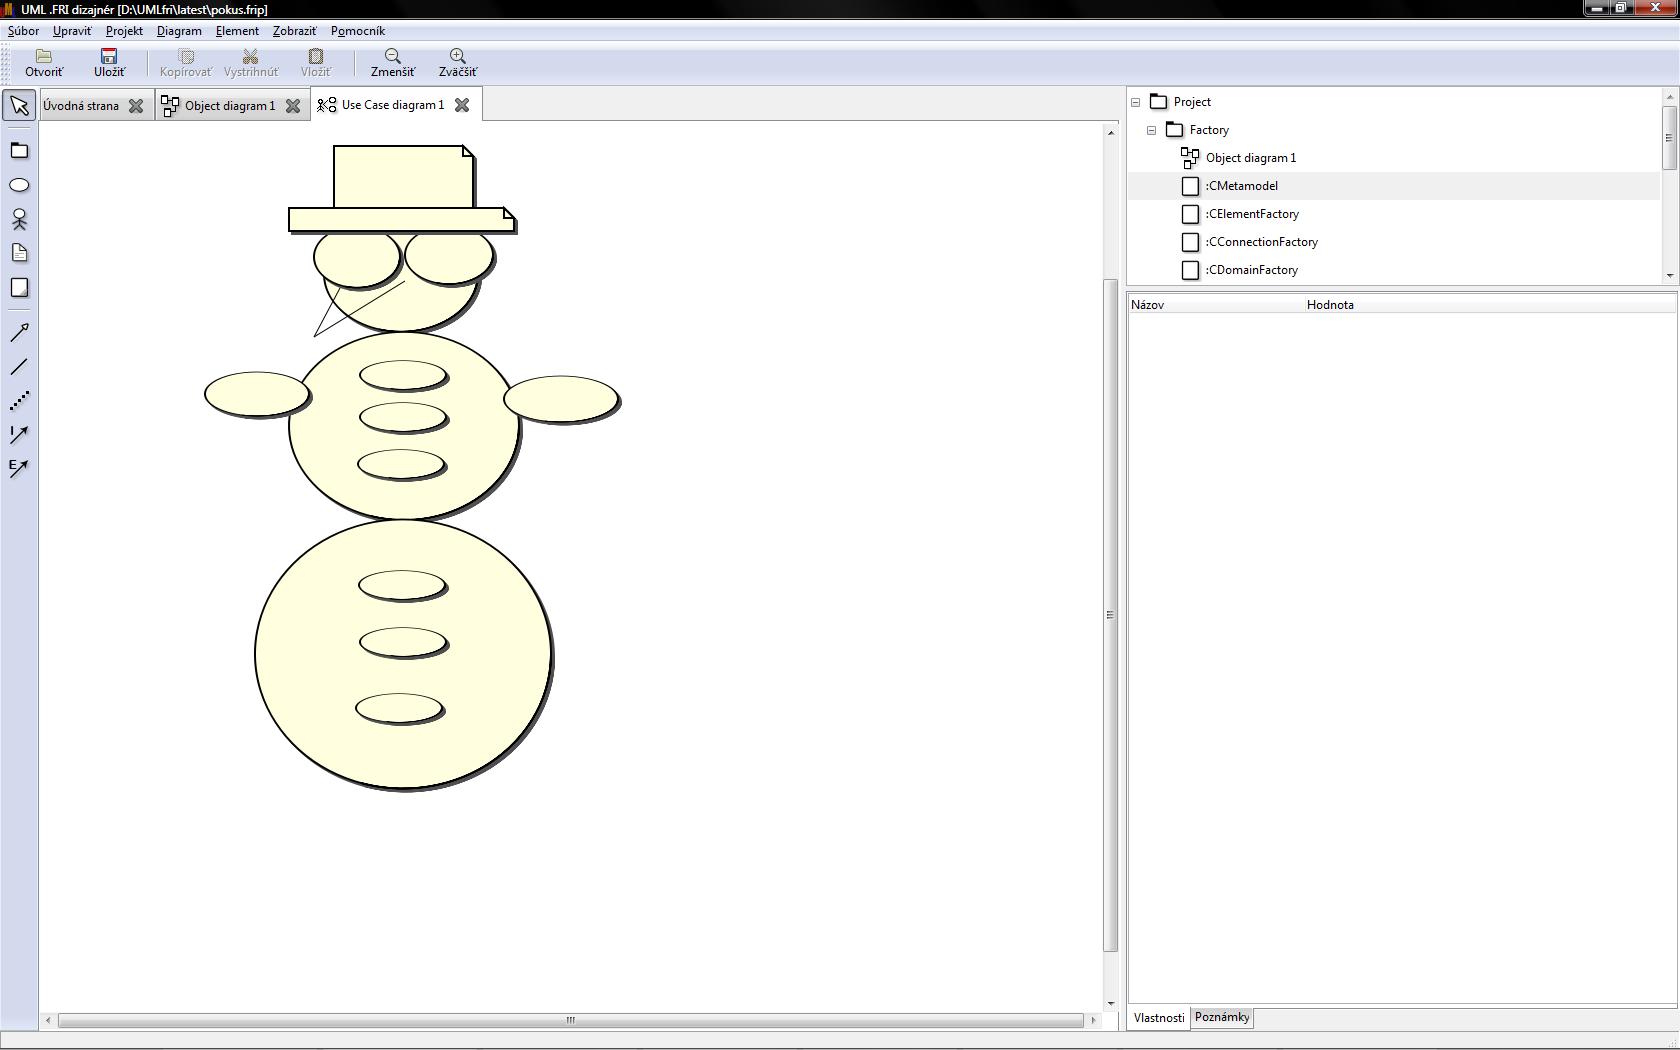 UML .FRI dizajnér [D:\UMLfri\latest\pokus.frip]
Súbor Upraviť Projekt Diagram Element Zobraziť Pomocník
Otvoriť Uložiť Kopírovať Vystrihnúť Vložiť Zmenšiť Zväčšiť
Úvodná strana Object diagram 1 Use Case diagram 1
I
E
Project
Factory
Object diagram 1
:CMetamodel
:CElementFactory
:CConnectionFactory
:CDomainFactory
Názov Hodnota
Vlastnosti Poznámky